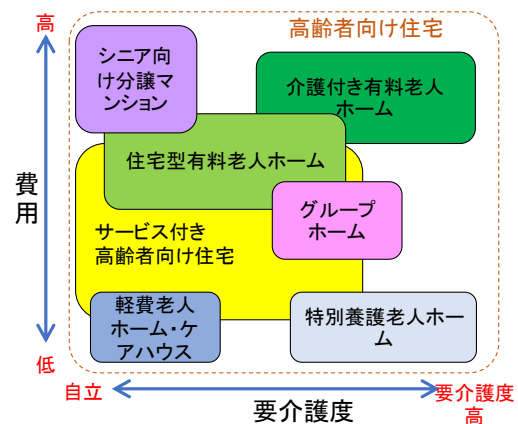 高
高齢者向け住宅
シニア向
け分譲マ
ンション
介護付き有料老人
ホーム
住宅型有料老人ホーム
費用
グループ
ホーム
サービス付き
高齢者向け住宅
軽費老人
ホーム・ケ
アハウス
特別養護老人ホー
ム
低
自立
要介護度
要介護度
高